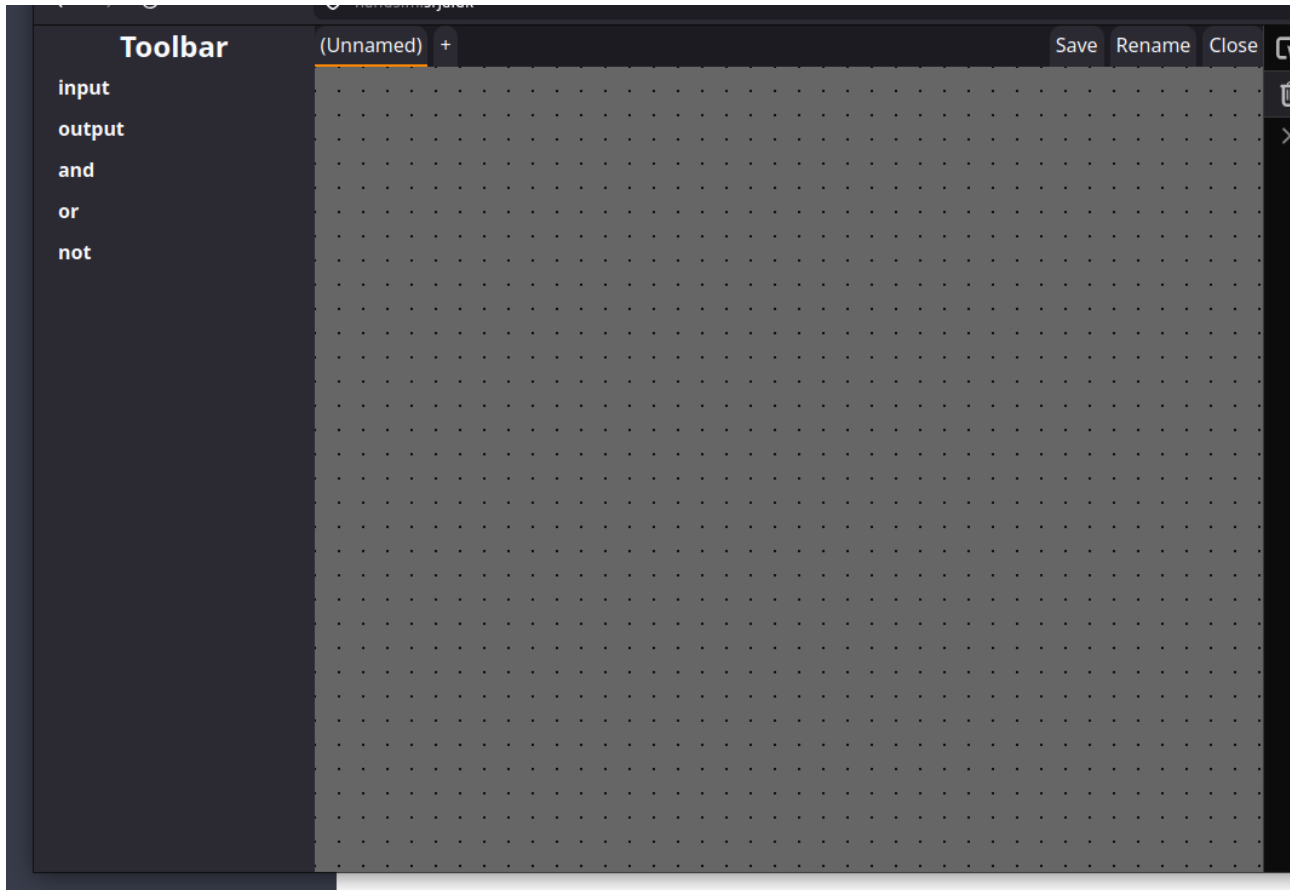 Toolbar
input
output
and
or
not
(Unnamed) +
Save Rename Close